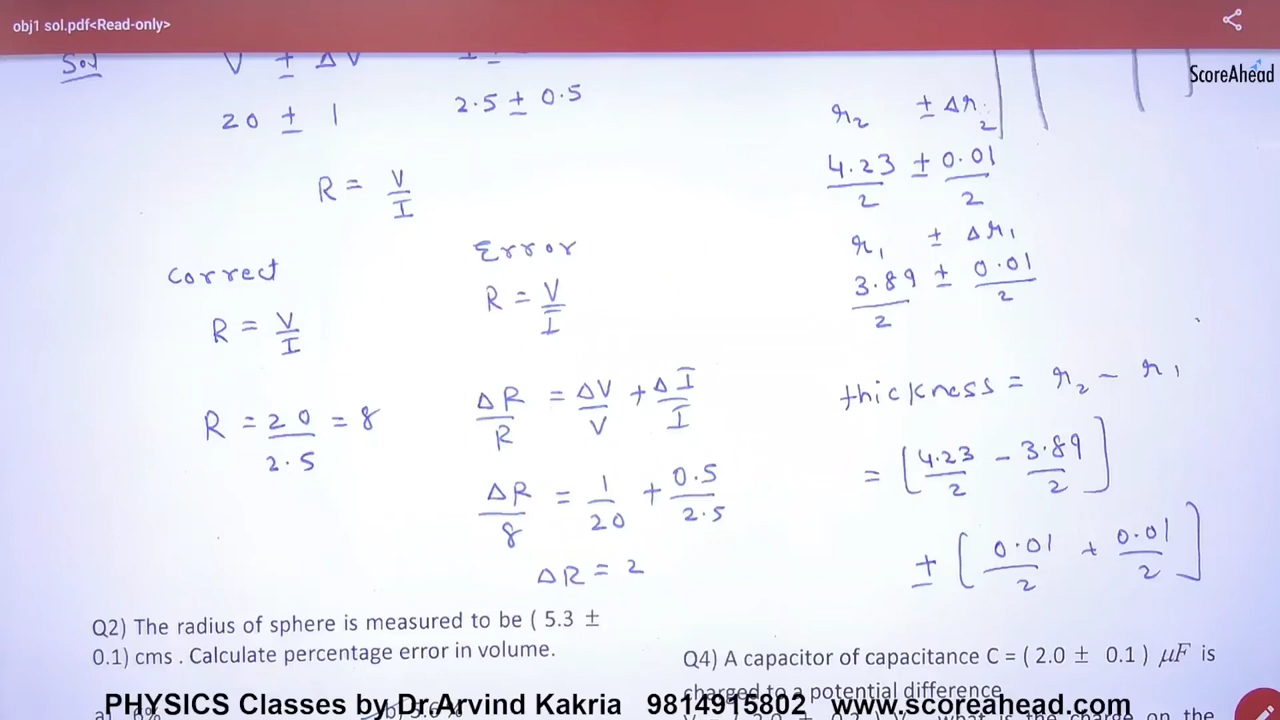 obj1 sol.pdf<Read-only>
ScoreAhead
Sol V ± ΔV
20 ± 1 2.5 ± 0.5
R = V/I
Correct
R = V/I
R = 20/2.5 = 8
Error
R = V/I
ΔR/R = ΔV/V + ΔI/I
ΔR/8 = 1/20 + 0.5/2.5
ΔR = 2
r₂ ± Δr₂
4.23/2 ± 0.01/2
r₁ ± Δr₁
3.89/2 ± 0.01/2
thickness = r₂ - r₁
= [4.23/2 - 3.89/2]
± [0.01/2 + 0.01/2]
Q2) The radius of sphere is measured to be ( 5.3 ±
0.1) cms . Calculate percentage error in volume.
Q4) A capacitor of capacitance C = ( 2.0 ± 0.1 ) μF is
charged to a potential difference
PHYSICS Classes by Dr.Arvind Kakria 9814915802 www.scoreahead.com